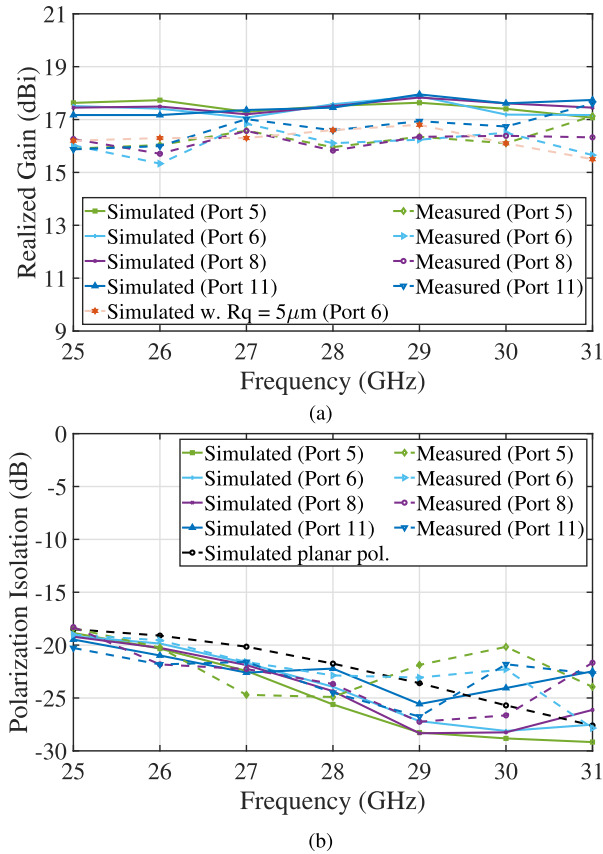 21
19
17
15
13
11
9
Realized Gain (dBi)
Simulated (Port 5)
Measured (Port 5)
Simulated (Port 6)
Measured (Port 6)
Simulated (Port 8)
Measured (Port 8)
Simulated (Port 11)
Measured (Port 11)
Simulated w. Rq = 5μm (Port 6)
25 26 27 28 29 30 31
Frequency (GHz)
(a)
0
-5
-10
-15
-20
-25
-30
Polarization Isolation (dB)
Simulated (Port 5)
Measured (Port 5)
Simulated (Port 6)
Measured (Port 6)
Simulated (Port 8)
Measured (Port 8)
Simulated (Port 11)
Measured (Port 11)
Simulated planar pol.
25 26 27 28 29 30 31
Frequency (GHz)
(b)